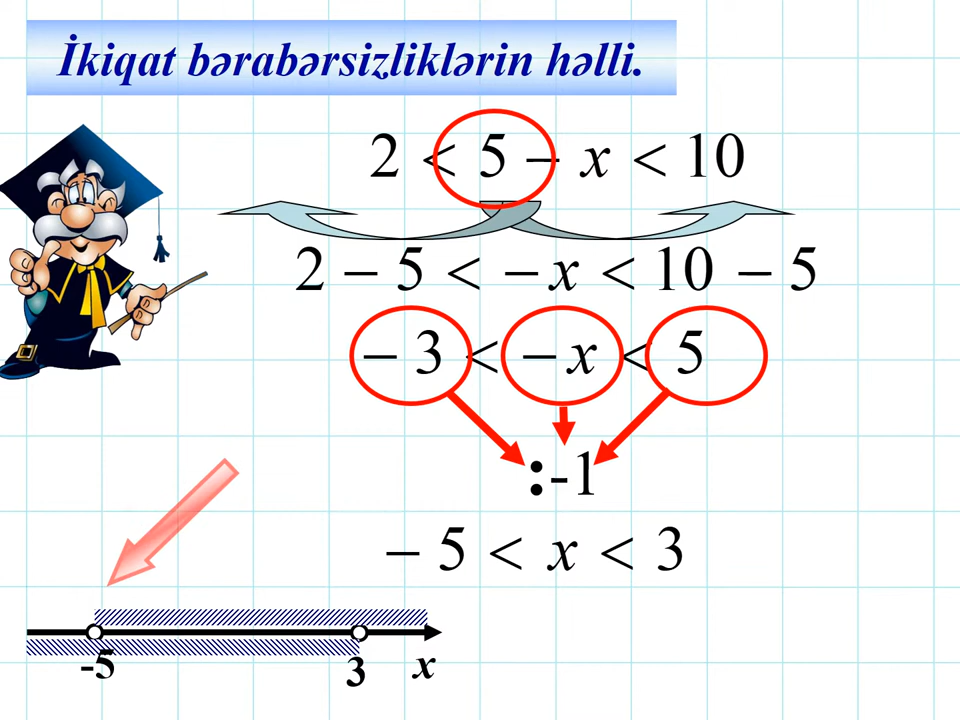 İkiqat bərabərsizliklərin həlli.
2 < 5 – x < 10
2 – 5 < – x < 10 – 5
– 3 < – x < 5
:-1
– 5 < x < 3
-5 3 x